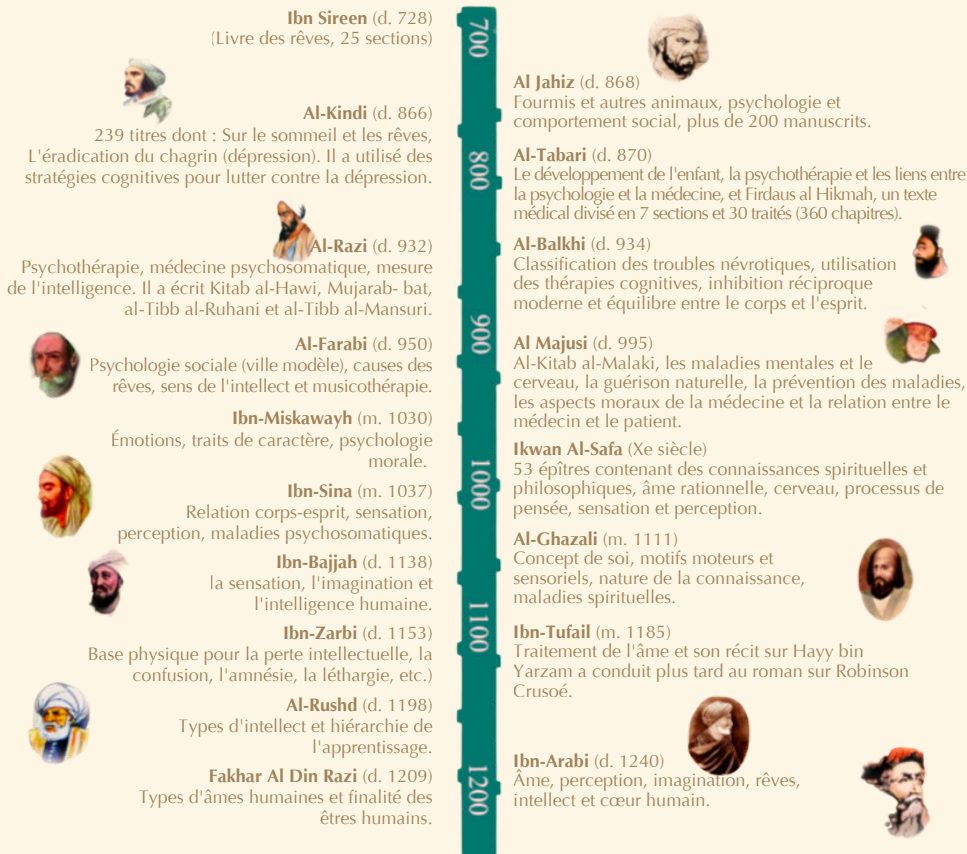 Ibn Sireen (d. 728)
(Livre des rêves, 25 sections)
Al-Kindi (d. 866)
239 titres dont : Sur le sommeil et les rêves,
L'éradication du chagrin (dépression). Il a utilisé des
stratégies cognitives pour lutter contre la dépression.
Al-Razi (d. 932)
Psychothérapie, médecine psychosomatique, mesure
de l'intelligence. Il a écrit Kitab al-Hawi, Mujarab- bat,
al-Tibb al-Ruhani et al-Tibb al-Mansuri.
Al-Farabi (d. 950)
Psychologie sociale (ville modèle), causes des
rêves, sens de l'intellect et musicothérapie.
Ibn-Miskawayh (m. 1030)
Émotions, traits de caractère, psychologie
morale.
Ibn-Sina (m. 1037)
Relation corps-esprit, sensation,
perception, maladies psychosomatiques.
Ibn-Bajjah (d. 1138)
la sensation, l'imagination et
l'intelligence humaine.
Ibn-Zarbi (d. 1153)
Base physique pour la perte intellectuelle, la
confusion, l'amnésie, la léthargie, etc.)
Al-Rushd (d. 1198)
Types d'intellect et hiérarchie de
l'apprentissage.
Fakhar Al Din Razi (d. 1209)
Types d'âmes humaines et finalité des
êtres humains.
700
800
900
1000
1100
1200
Al Jahiz (d. 868)
Fourmis et autres animaux, psychologie et
comportement social, plus de 200 manuscrits.
Al-Tabari (d. 870)
Le développement de l'enfant, la psychothérapie et les liens entre
la psychologie et la médecine, et Firdaus al Hikmah, un texte
médical divisé en 7 sections et 30 traités (360 chapitres).
Al-Balkhi (d. 934)
Classification des troubles névrotiques, utilisation
des thérapies cognitives, inhibition réciproque
moderne et équilibre entre le corps et l'esprit.
Al Majusi (d. 995)
Al-Kitab al-Malaki, les maladies mentales et le
cerveau, la guérison naturelle, la prévention des maladies,
les aspects moraux de la médecine et la relation entre le
médecin et le patient.
Ikwan Al-Safa (Xe siècle)
53 épîtres contenant des connaissances spirituelles et
philosophiques, âme rationnelle, cerveau, processus de
pensée, sensation et perception.
Al-Ghazali (m. 1111)
Concept de soi, motifs moteurs et
sensoriels, nature de la connaissance,
maladies spirituelles.
Ibn-Tufail (m. 1185)
Traitement de l'âme et son récit sur Hayy bin
Yarzam a conduit plus tard au roman sur Robinson
Crusoé.
Ibn-Arabi (d. 1240)
Âme, perception, imagination, rêves,
intellect et cœur humain.